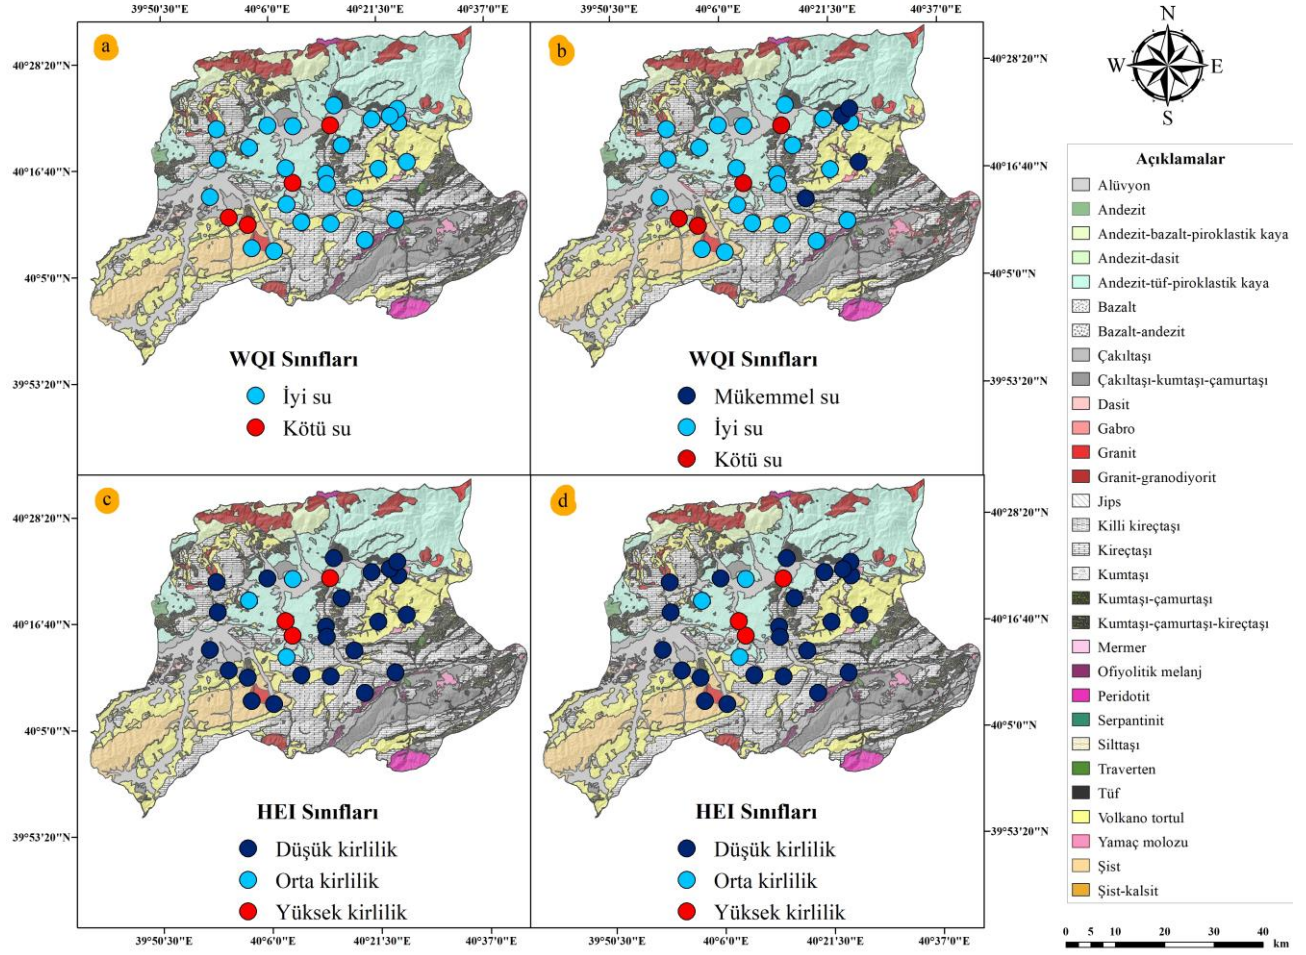 39°50'30"E 40°6'0"E 40°21'30"E 40°37'0"E
39°50'30"E 40°6'0"E 40°21'30"E 40°37'0"E
a
b
N
W E
S
40°28'20"N
40°16'40"N
40°5'0"N
39°53'20"N
40°28'20"N
40°16'40"N
40°5'0"N
39°53'20"N
WQI Sınıfları
İyi su
Kötü su
WQI Sınıfları
Mükemmel su
İyi su
Kötü su
c
d
40°28'20"N
40°16'40"N
40°5'0"N
39°53'20"N
40°28'20"N
40°16'40"N
40°5'0"N
39°53'20"N
HEI Sınıfları
Düşük kirlilik
Orta kirlilik
Yüksek kirlilik
HEI Sınıfları
Düşük kirlilik
Orta kirlilik
Yüksek kirlilik
39°50'30"E 40°6'0"E 40°21'30"E 40°37'0"E
39°50'30"E 40°6'0"E 40°21'30"E 40°37'0"E
Açıklamalar
Alüvyon
Andezit
Andezit-bazalt-piroklastik kaya
Andezit-dasit
Andezit-tüf-piroklastik kaya
Bazalt
Bazalt-andezit
Çakıltaşı
Çakıltaşı-kumtaşı-çamurtaşı
Dasit
Gabro
Granit
Granit-granodiyorit
Jips
Killi kireçtaşı
Kireçtaşı
Kumtaşı
Kumtaşı-çamurtaşı
Kumtaşı-çamurtaşı-kireçtaşı
Mermer
Ofiyolitik melanj
Peridotit
Serpantinit
Silttaşı
Traverten
Tüf
Volkano tortul
Yamaç molozu
Şist
Şist-kalsit
0 5 10 20 30 40
km